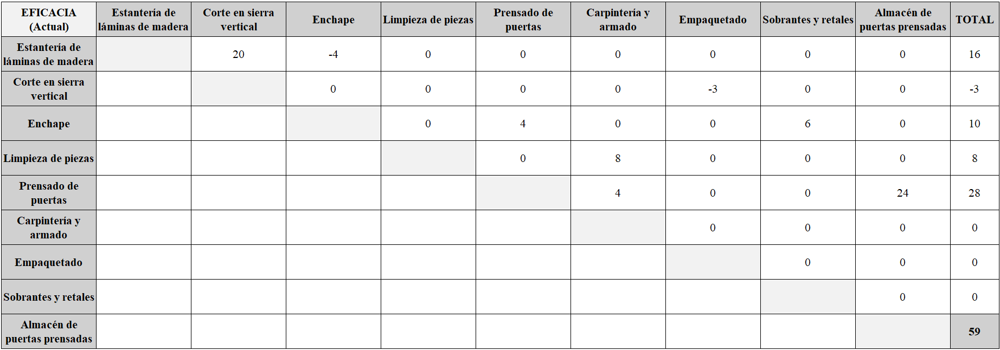 EFICACIA (Actual) Estantería de láminas de madera Corte en sierra vertical Enchape Limpieza de piezas Prensado de puertas Carpintería y armado Empaquetado Sobrantes y retales Almacén de puertas prensadas TOTAL
Estantería de láminas de madera 20 -4 0 0 0 0 0 0 16
Corte en sierra vertical 0 0 0 0 -3 0 0 -3
Enchape 0 4 0 0 6 0 10
Limpieza de piezas 0 8 0 0 0 8
Prensado de puertas 4 0 0 24 28
Carpintería y armado 0 0 0 0
Empaquetado 0 0 0
Sobrantes y retales 0 0
Almacén de puertas prensadas 59